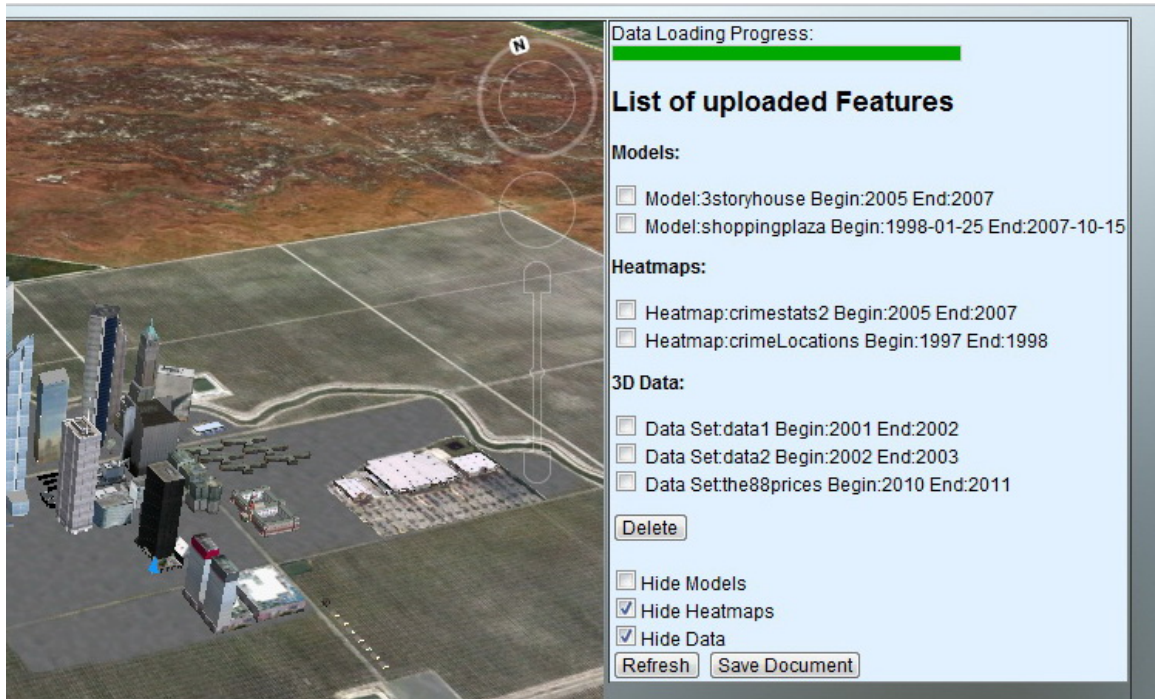 N
Data Loading Progress:
List of uploaded Features
Models:
Model:3storyhouse Begin:2005 End:2007
Model:shoppingplaza Begin:1998-01-25 End:2007-10-15
Heatmaps:
Heatmap:crimestats2 Begin:2005 End:2007
Heatmap:crimeLocations Begin:1997 End:1998
3D Data:
Data Set:data1 Begin:2001 End:2002
Data Set:data2 Begin:2002 End:2003
Data Set:the88prices Begin:2010 End:2011
Delete
Hide Models
Hide Heatmaps
Hide Data
Refresh Save Document